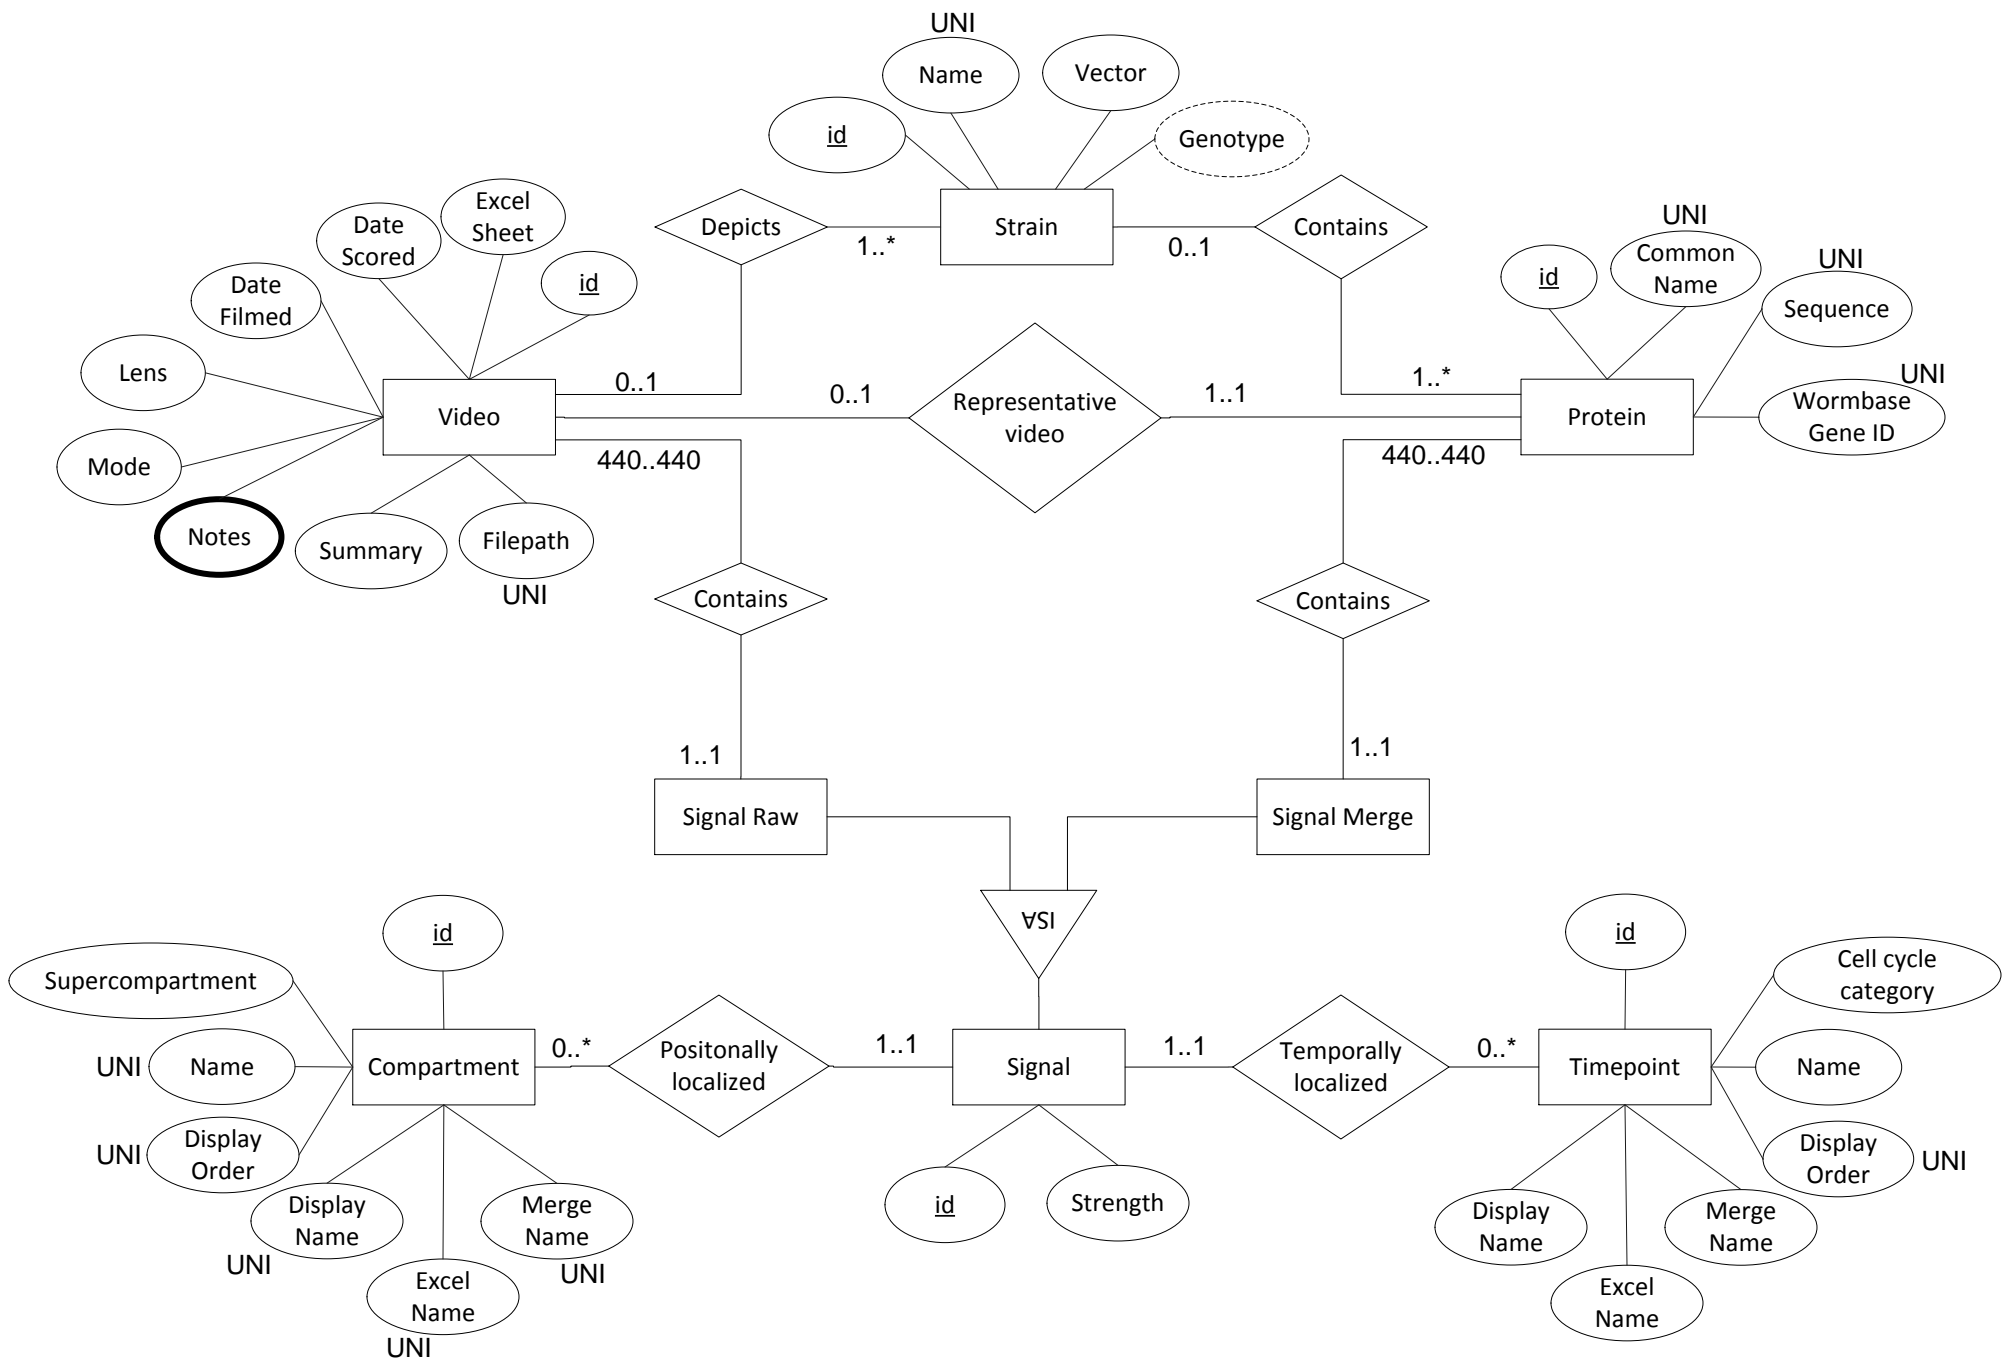 UNI
Name
Vector
id
Genotype
Excel
Sheet
Date
Scored
Depicts
Strain
Contains
1..*
0..1
UNI
Common
Name
UNI
id
Sequence
id
Date
Filmed
Lens
0..1
0..1
1..1
1..*
UNI
Video
Representative
video
Protein
Wormbase
Gene ID
440..440
440..440
Mode
Notes
Summary
Filepath
UNI
Contains
Contains
1..1
1..1
Signal Raw
Signal Merge
ISA
id
id
Supercompartment
Cell cycle
category
Compartment
0..*
Positonally
localized
1..1
Signal
1..1
Temporally
localized
0..*
Timepoint
UNI
Name
Name
UNI
Display
Order
Display
Order
UNI
Display
Name
UNI
Merge
Name
UNI
Excel
Name
UNI
id
Strength
Display
Name
Merge
Name
Excel
Name